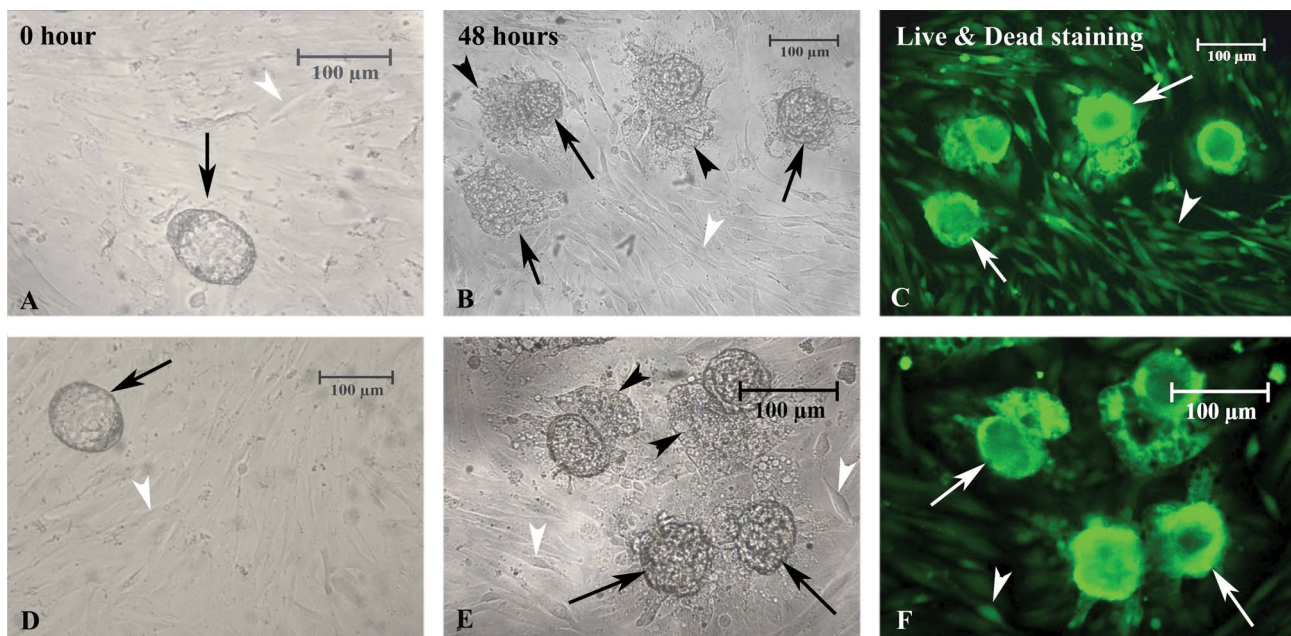 0 hour
100 µm
A
48 hours
100 µm
B
Live & Dead staining
100 µm
C
100 µm
D
100 µm
E
100 µm
F